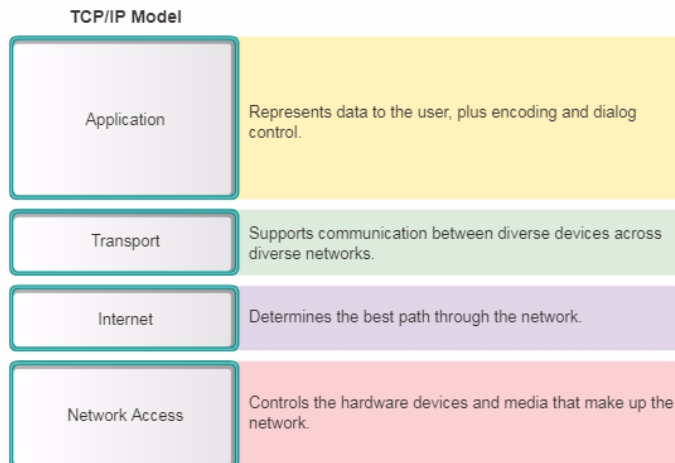 TCP/IP Model
Application
Represents data to the user, plus encoding and dialog
control.
Transport
Supports communication between diverse devices across
diverse networks.
Internet
Determines the best path through the network.
Network Access
Controls the hardware devices and media that make up the
network.